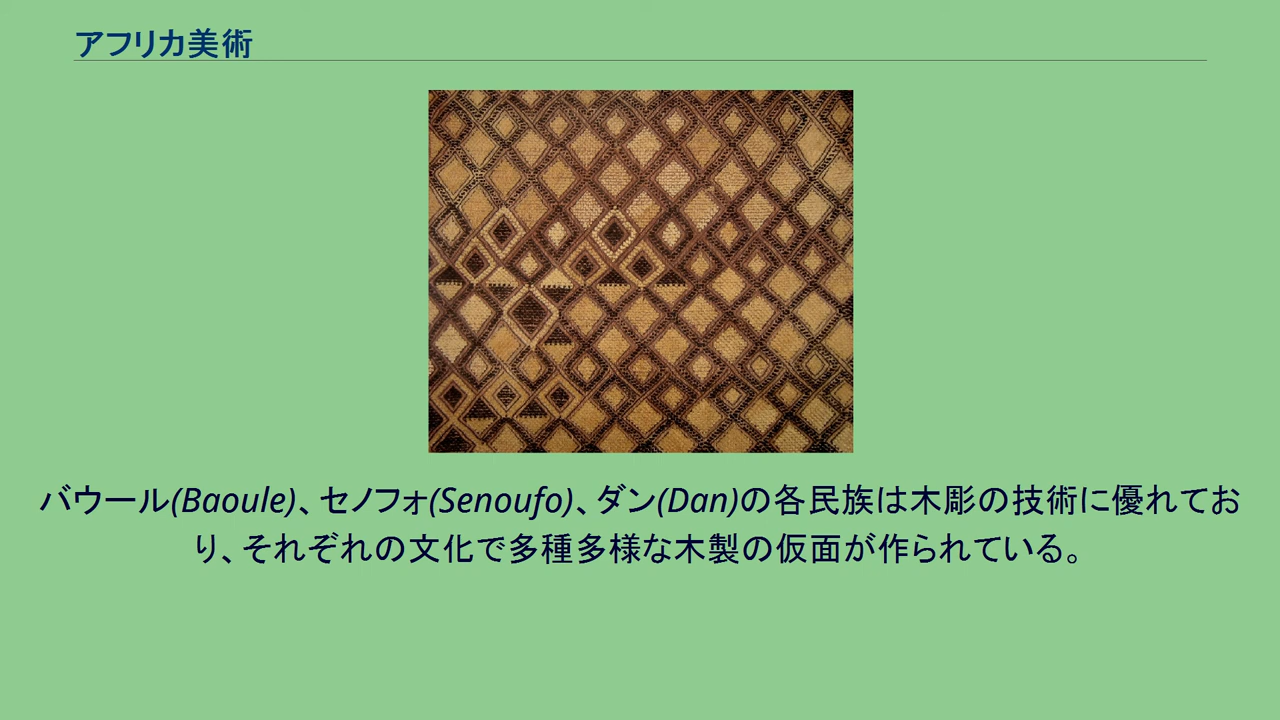 アフリカ美術
バウール(Baoule)、セノフォ(Senoufo)、ダン(Dan)の各民族は木彫の技術に優れてお
り、それぞれの文化で多種多様な木製の仮面が作られている。